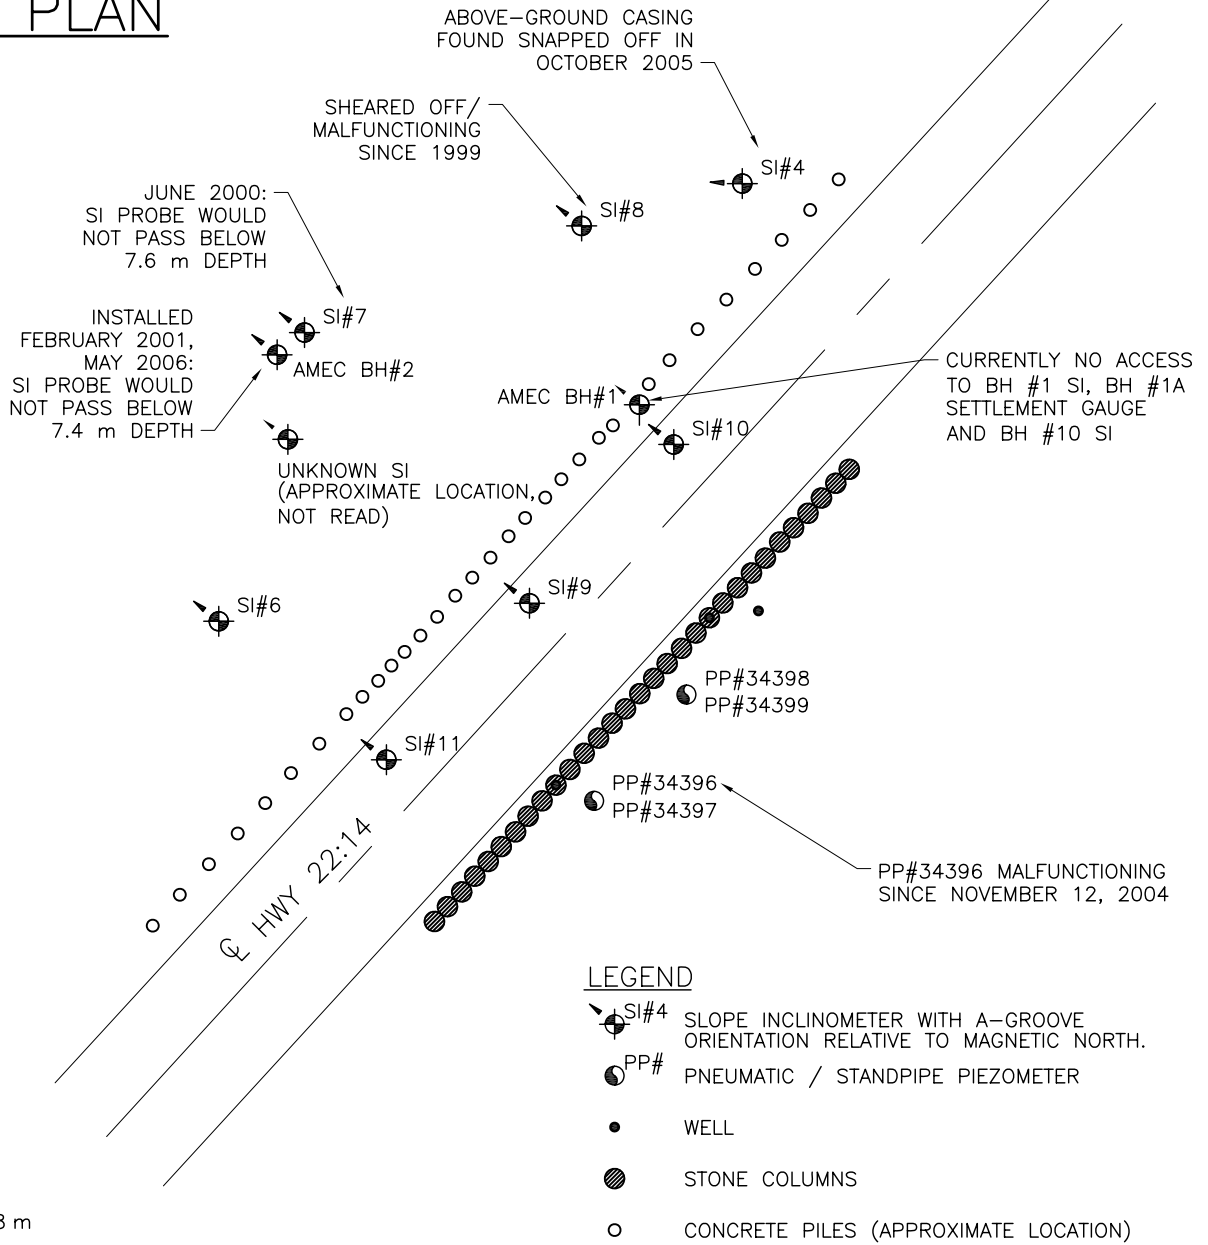 PLAN
ABOVE-GROUND CASING
FOUND SNAPPED OFF IN
OCTOBER 2005
SHEARED OFF/
MALFUNCTIONING
SINCE 1999
SI#4
SI#8
JUNE 2000:
SI PROBE WOULD
NOT PASS BELOW
7.6 m DEPTH
SI#7
INSTALLED
FEBRUARY 2001,
MAY 2006:
SI PROBE WOULD
NOT PASS BELOW
7.4 m DEPTH
AMEC BH#2
AMEC BH#1
CURRENTLY NO ACCESS
TO BH #1 SI, BH #1A
SETTLEMENT GAUGE
AND BH #10 SI
SI#10
UNKNOWN SI
(APPROXIMATE LOCATION,
NOT READ)
SI#9
SI#6
PP#34398
PP#34399
SI#11
PP#34396
PP#34397
℄ HWY 22:14
PP#34396 MALFUNCTIONING
SINCE NOVEMBER 12, 2004
LEGEND
SI#4
SLOPE INCLINOMETER WITH A-GROOVE
ORIENTATION RELATIVE TO MAGNETIC NORTH.
PP#
PNEUMATIC / STANDPIPE PIEZOMETER
WELL
STONE COLUMNS
3 m
CONCRETE PILES (APPROXIMATE LOCATION)